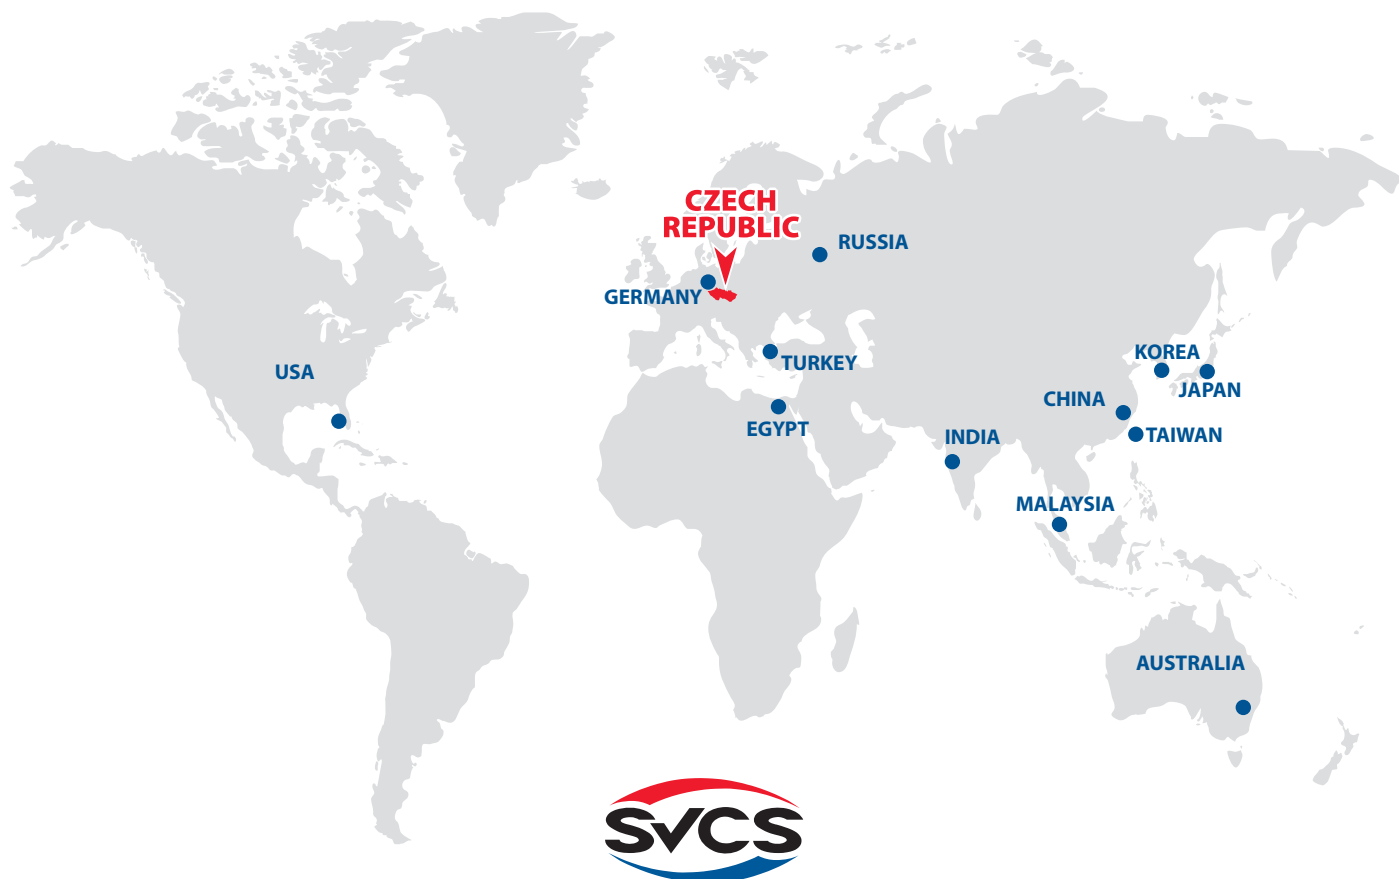 CZECH
REPUBLIC
RUSSIA
GERMANY
TURKEY
USA
EGYPT
KOREA
JAPAN
CHINA
TAIWAN
INDIA
MALAYSIA
AUSTRALIA
SVCS